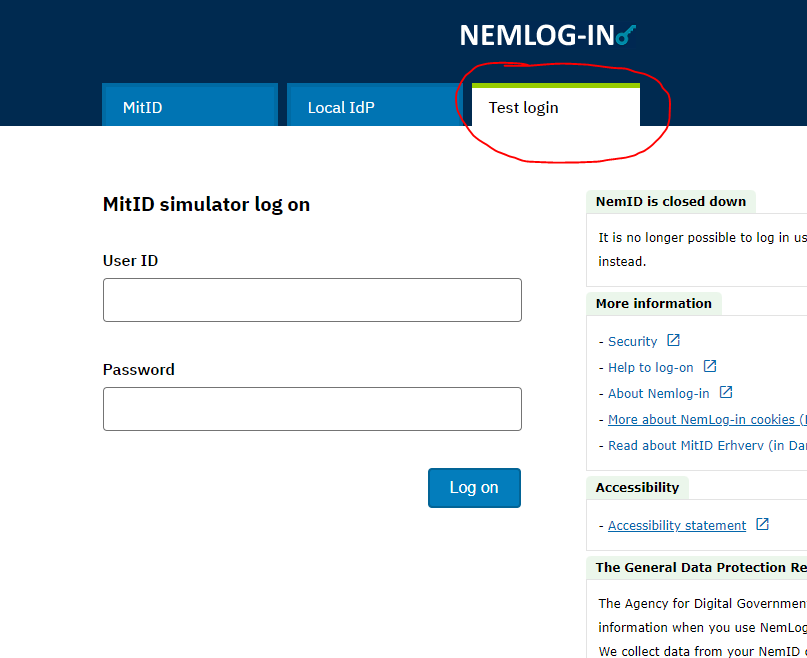 NEMLOG-IN
MitID
Local IdP
Test login
MitID simulator log on
User ID
Password
Log on
NemID is closed down
It is no longer possible to log in us
instead.
More information
- Security
- Help to log-on
- About Nemlog-in
- More about NemLog-in cookies (
- Read about MitID Erhverv (in Da
Accessibility
- Accessibility statement
The General Data Protection Re
The Agency for Digital Governmen
information when you use NemLog
We collect data from your NemID